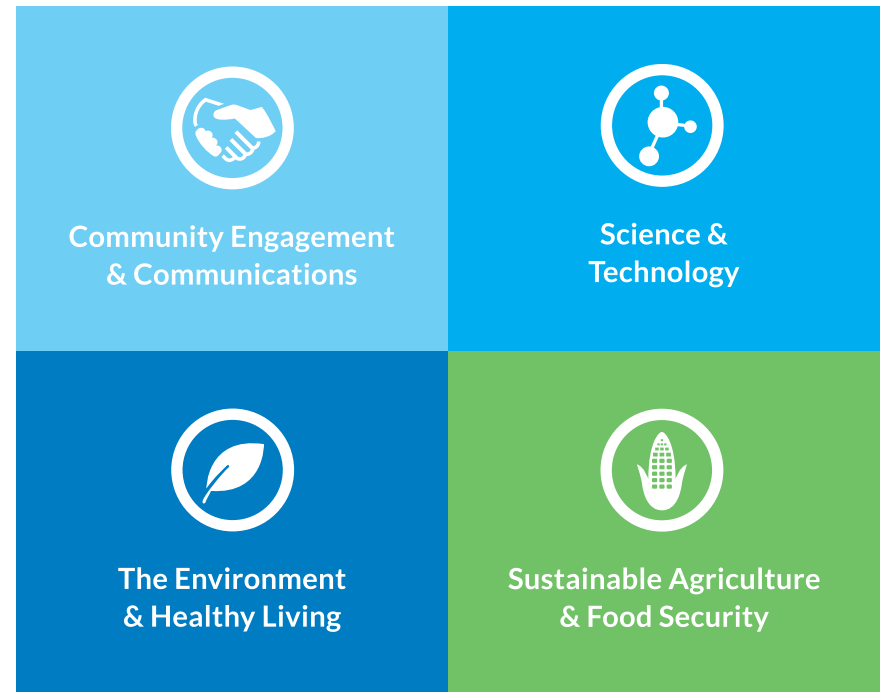 Community Engagement
& Communications
Science &
Technology
The Environment
& Healthy Living
Sustainable Agriculture
& Food Security